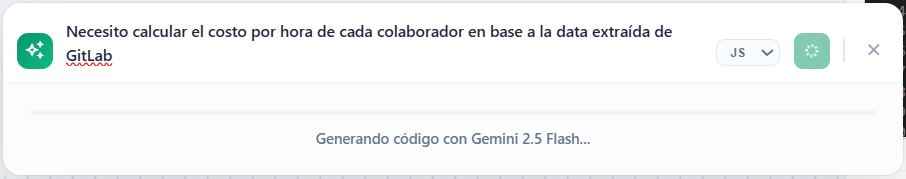 Necesito calcular el costo por hora de cada colaborador en base a la data extraída de
GitLab
JS
Generando código con Gemini 2.5 Flash...